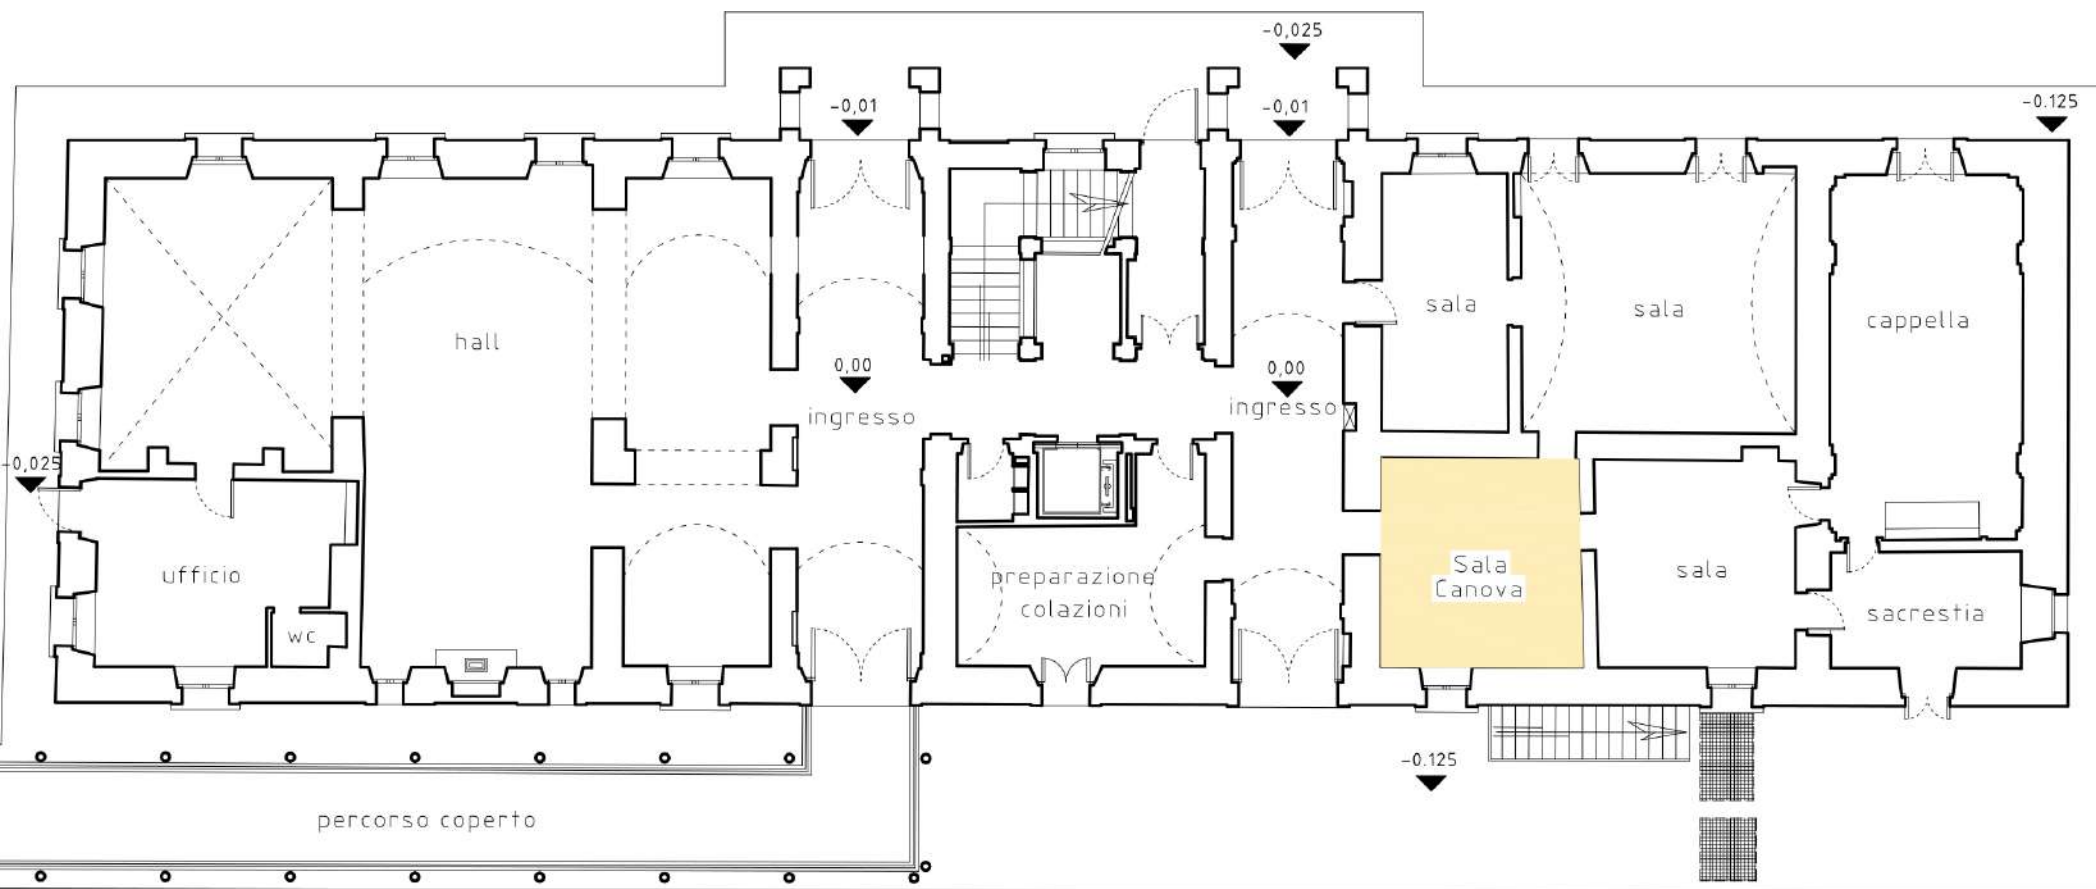 -0,025
-0,01
-0,01
-0.125
hall
sala
sala
cappella
0,00
ingresso
0,00
ingresso
-0,025
ufficio
wc
preparazione
colazioni
Sala
Canova
sala
sacrestia
-0.125
percorso coperto